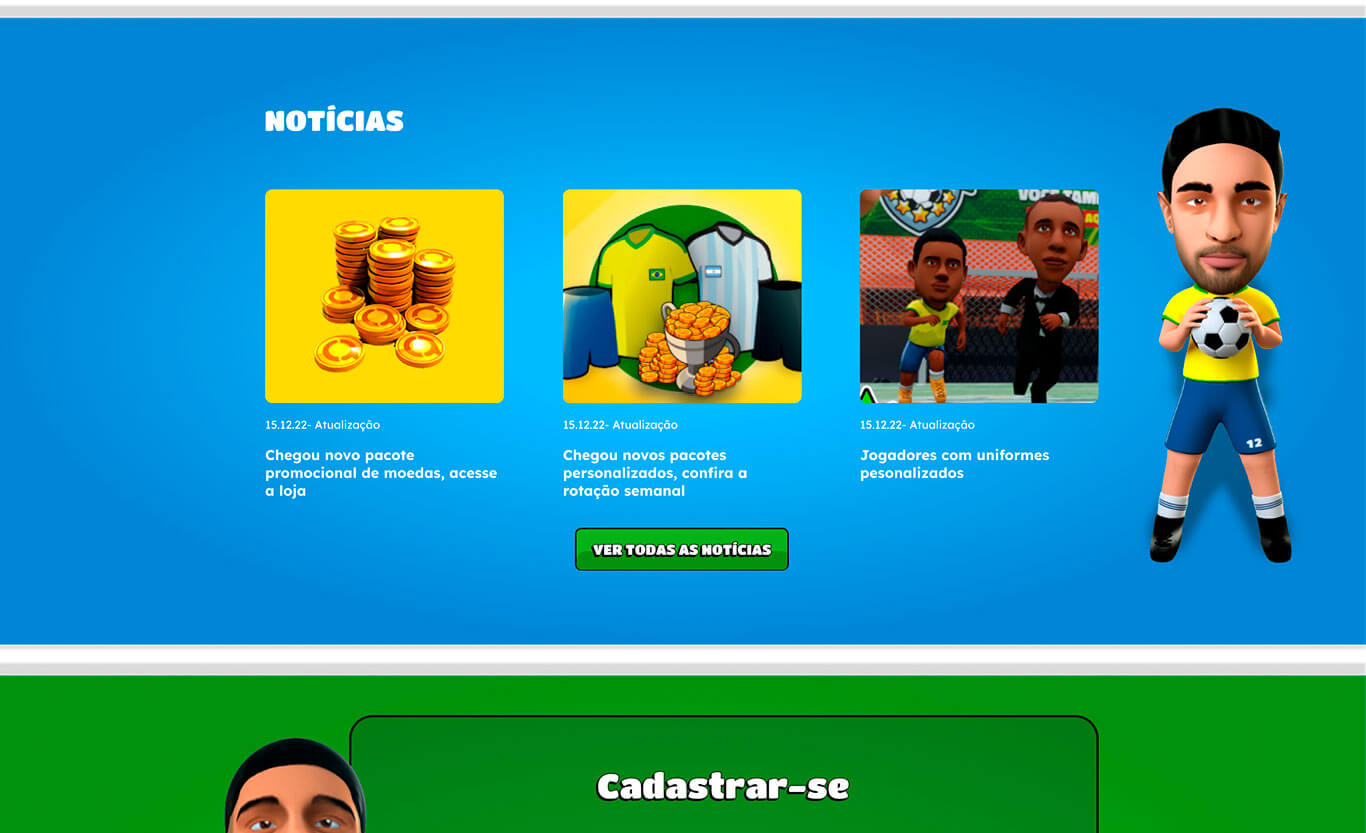 NOTÍCIAS
VOCÊ TAM
15.12.22- Atualização
Chegou novo pacote
promocional de moedas, acesse
a loja
15.12.22- Atualização
Chegou novos pacotes
personalizados, confira a
rotação semanal
15.12.22- Atualização
Jogadores com uniformes
pesonalizados
12
VER TODAS AS NOTÍCIAS
Cadastrar-se